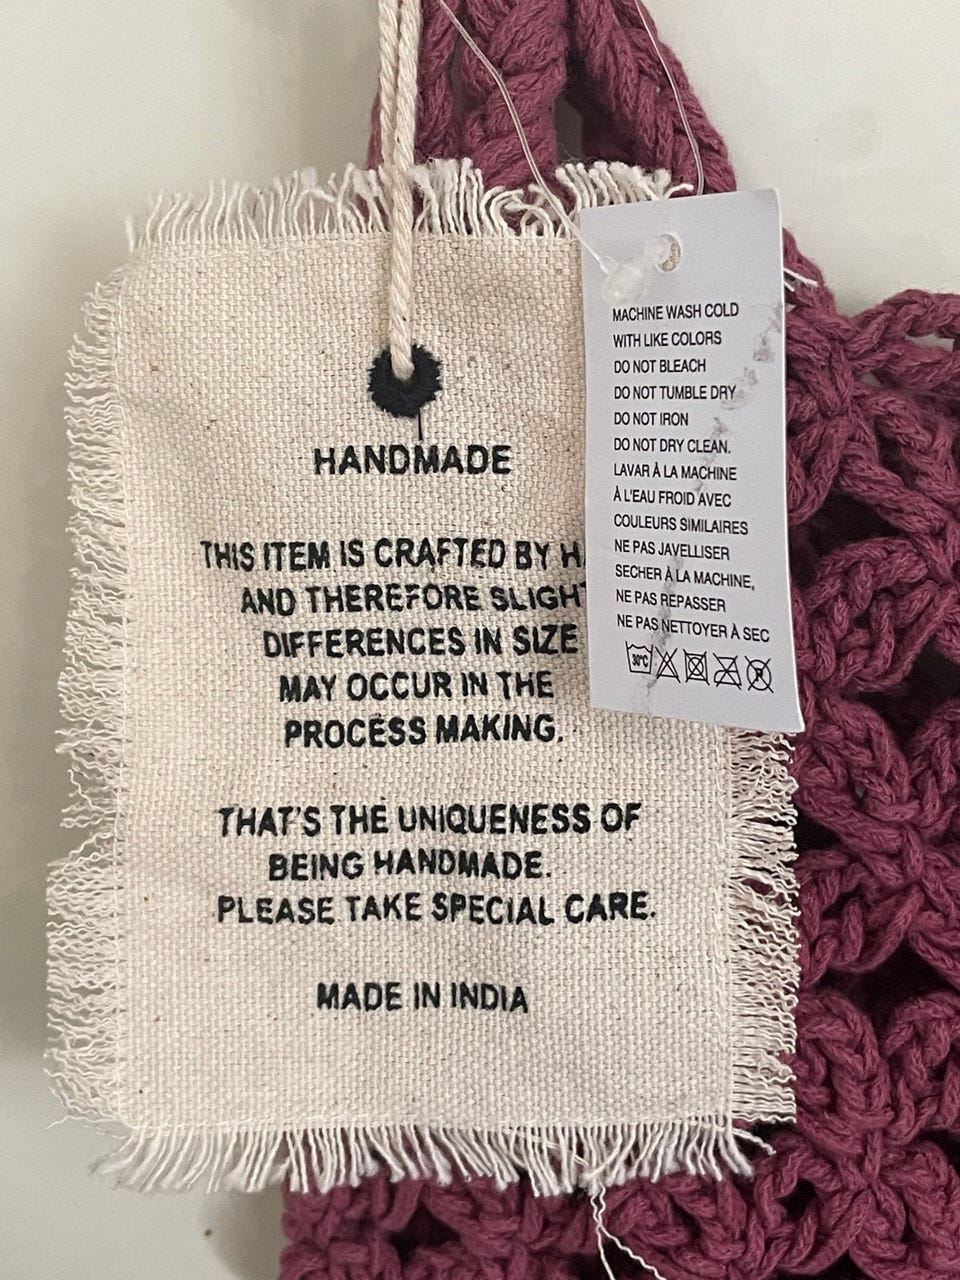 HANDMADE
THIS ITEM IS CRAFTED BY
AND THEREFORE
DIFFERENCES IN SIZE
MAY OCCUR IN THE
PROCESS MAKING.
THAT'S THE UNIQUENESS OF
BEING HANDMADE.
PLEASE TAKE SPECIAL CARE.
MADE IN INDIA
MACHINE WASH COLD
WITH LIKE COLORS
DO NOT BLEACH
DO NOT TUMBLE DRY
DO NOT IRON
DO NOT DRY CLEAN.
LAVAR À LA MACHINE
À L'EAU FROID AVEC
COULEURS SIMILAIRES
NE PAS JAVELLISER
SECHER À LA MACHINE,
NE PAS REPASSER
NE PAS NETTOYER À SEC
30°C P